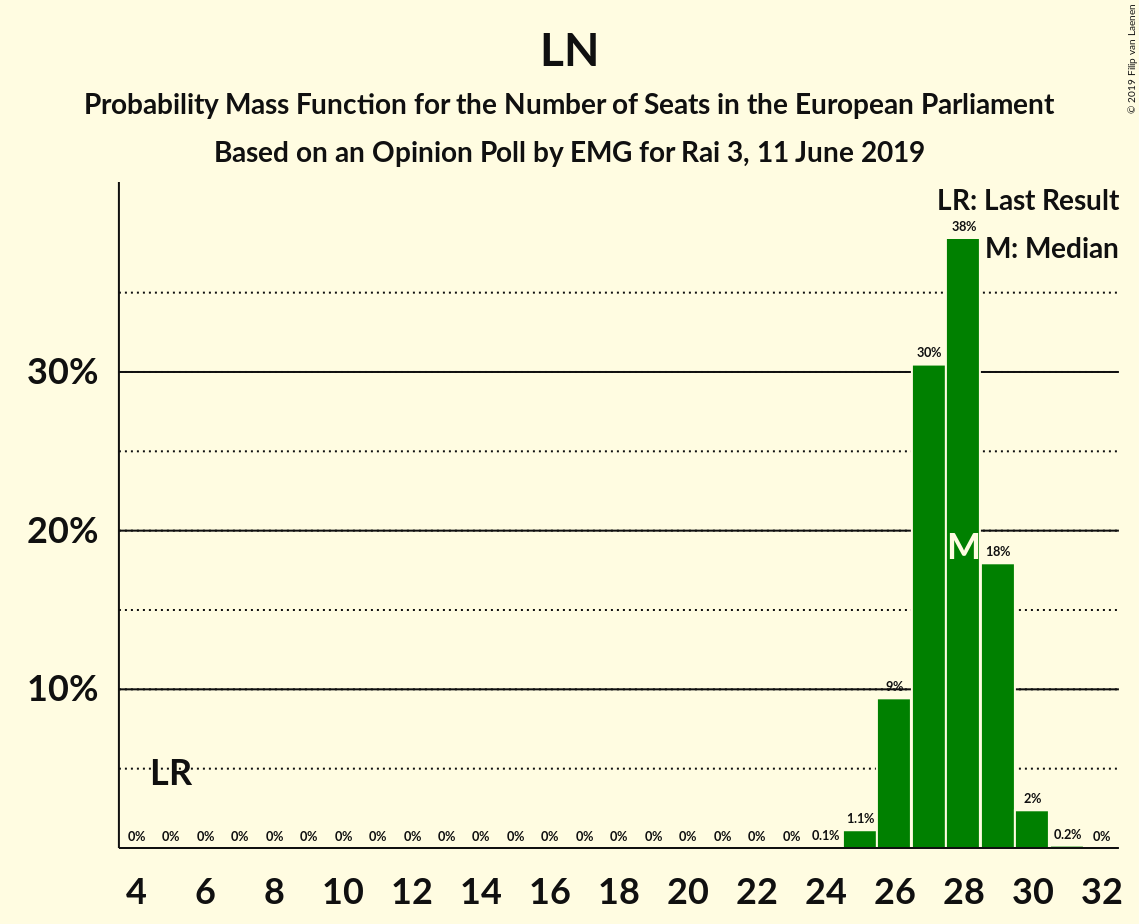 LN
Probability Mass Function for the Number of Seats in the European Parliament
Based on an Opinion Poll by EMG for Rai 3, 11 June 2019
© 2019 Filip van Laenen
LR: Last Result
M: Median
38%
30%
30%
20%
M
18%
10%
9%
LR
2%
1.1%
0% 0% 0% 0% 0% 0% 0% 0% 0% 0% 0% 0% 0% 0% 0% 0% 0% 0% 0% 0% 0.1% 0.2% 0%
4 6 8 10 12 14 16 18 20 22 24 26 28 30 32